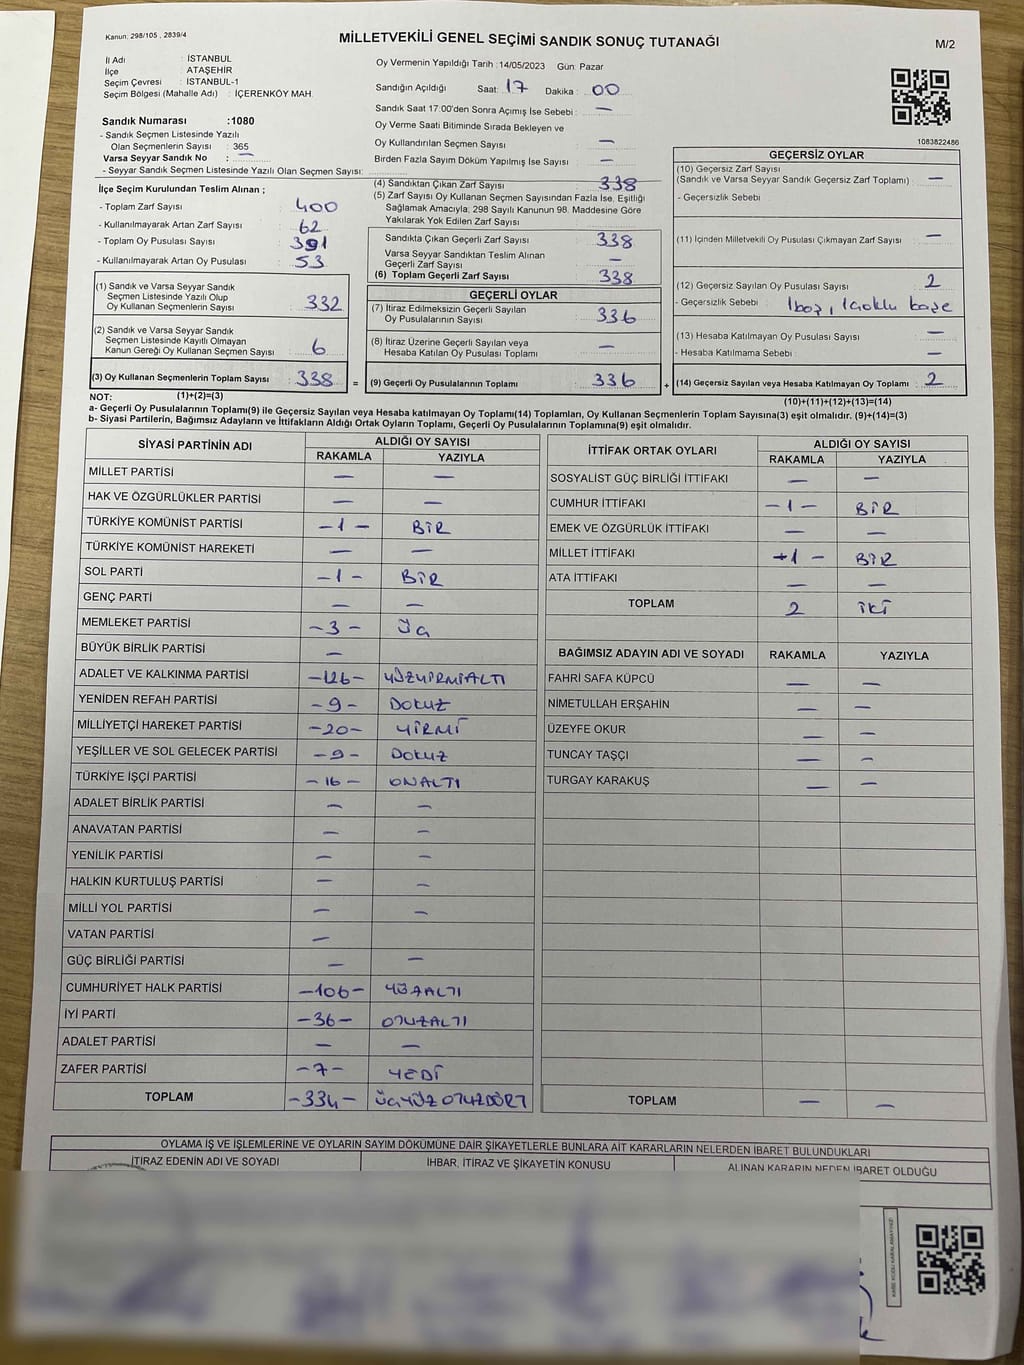 Kanun: 298/105 , 2839/4
MİLLETVEKİLİ GENEL SEÇİMİ SANDIK SONUÇ TUTANAĞI
M/2
İl Adı : İSTANBUL
İlçe : ATAŞEHİR
Seçim Çevresi : İSTANBUL-1
Seçim Bölgesi (Mahalle Adı) : İÇERENKÖY MAH.
Oy Vermenin Yapıldığı Tarih :14/05/2023 Gün: Pazar
Sandığın Açıldığı Saat: 17 Dakika : 00
Sandık Saat 17:00'den Sonra Açımış İse Sebebi : —
Oy Verme Saati Bitiminde Sırada Bekleyen ve
Oy Kullandırılan Seçmen Sayısı : —
Birden Fazla Sayım Döküm Yapılmış İse Sayısı : —
Sandık Numarası :1080
- Sandık Seçmen Listesinde Yazılı
Olan Seçmenlerin Sayısı : 365
Varsa Seyyar Sandık No : —
- Seyyar Sandık Seçmen Listesinde Yazılı Olan Seçmen Sayısı:
1083822486
İlçe Seçim Kurulundan Teslim Alınan ;
- Toplam Zarf Sayısı : 400
- Kullanılmayarak Artan Zarf Sayısı : 62
- Toplam Oy Pusulası Sayısı : 391
- Kullanılmayarak Artan Oy Pusulası : 53
(1) Sandık ve Varsa Seyyar Sandık
Seçmen Listesinde Yazılı Olup
Oy Kullanan Seçmenlerin Sayısı : 332
(2) Sandık ve Varsa Seyyar Sandık
Seçmen Listesinde Kayıtlı Olmayan
Kanun Gereği Oy Kullanan Seçmen Sayısı : 6
(3) Oy Kullanan Seçmenlerin Toplam Sayısı : 338 =
(1)+(2)=(3)
(4) Sandıktan Çıkan Zarf Sayısı : 338
(5) Zarf Sayısı Oy Kullanan Seçmen Sayısından Fazla İse, Eşitliği
Sağlamak Amacıyla, 298 Sayılı Kanunun 98. Maddesine Göre
Yakılarak Yok Edilen Zarf Sayısı :
Sandıkta Çıkan Geçerli Zarf Sayısı : 338
Varsa Seyyar Sandıktan Teslim Alınan
Geçerli Zarf Sayısı : —
(6) Toplam Geçerli Zarf Sayısı : 338
GEÇERLİ OYLAR
(7) İtiraz Edilmeksizin Geçerli Sayılan
Oy Pusulalarının Sayısı : 336
(8) İtiraz Üzerine Geçerli Sayılan veya
Hesaba Katılan Oy Pusulası Toplamı : —
(9) Geçerli Oy Pusulalarının Toplamı : 336 +
GEÇERSİZ OYLAR
(10) Geçersiz Zarf Sayısı
(Sandık ve Varsa Seyyar Sandık Geçersiz Zarf Toplamı) : —
- Geçersizlik Sebebi
(11) İçinden Milletvekili Oy Pusulası Çıkmayan Zarf Sayısı : —
(12) Geçersiz Sayılan Oy Pusulası Sayısı : 2
- Geçersizlik Sebebi : 1 boş, 1 çoklu kaşe
(13) Hesaba Katılmayan Oy Pusulası Sayısı : —
- Hesaba Katılmama Sebebi : —
(14) Geçersiz Sayılan veya Hesaba Katılmayan Oy Toplamı : 2
(10)+(11)+(12)+(13)=(14)
NOT:
a- Geçerli Oy Pusulalarının Toplamı(9) ile Geçersiz Sayılan veya Hesaba katılmayan Oy Toplamı(14) Toplamları, Oy Kullanan Seçmenlerin Toplam Sayısına(3) eşit olmalıdır. (9)+(14)=(3)
b- Siyasi Partilerin, Bağımsız Adayların ve İttifakların Aldığı Ortak Oyların Toplamı, Geçerli Oy Pusulalarının Toplamına(9) eşit olmalıdır.
SİYASİ PARTİNİN ADI ALDIĞI OY SAYISI
RAKAMLA YAZIYLA
MİLLET PARTİSİ — —
HAK VE ÖZGÜRLÜKLER PARTİSİ — —
TÜRKİYE KOMÜNİST PARTİSİ -1- BİR
TÜRKİYE KOMÜNİST HAREKETİ — —
SOL PARTİ -1- BİR
GENÇ PARTİ — —
MEMLEKET PARTİSİ -3- Üç
BÜYÜK BİRLİK PARTİSİ —
ADALET VE KALKINMA PARTİSİ -126- YÜZYİRMİALTI
YENİDEN REFAH PARTİSİ -9- DOKUZ
MİLLİYETÇİ HAREKET PARTİSİ -20- YİRMİ
YEŞİLLER VE SOL GELECEK PARTİSİ -9- DOKUZ
TÜRKİYE İŞÇİ PARTİSİ -16- ONALTI
ADALET BİRLİK PARTİSİ — —
ANAVATAN PARTİSİ — —
YENİLİK PARTİSİ — —
HALKIN KURTULUŞ PARTİSİ — —
MİLLİ YOL PARTİSİ — —
VATAN PARTİSİ —
GÜÇ BİRLİĞİ PARTİSİ — —
CUMHURİYET HALK PARTİSİ -106- YÜZALTI
İYİ PARTİ -36- OTUZALTI
ADALET PARTİSİ — —
ZAFER PARTİSİ -7- YEDİ
TOPLAM -334- ÜÇYÜZOTUZDÖRT
İTTİFAK ORTAK OYLARI ALDIĞI OY SAYISI
RAKAMLA YAZIYLA
SOSYALİST GÜÇ BİRLİĞİ İTTİFAKI — —
CUMHUR İTTİFAKI -1- BİR
EMEK VE ÖZGÜRLÜK İTTİFAKI — —
MİLLET İTTİFAKI -1- BİR
ATA İTTİFAKI — —
TOPLAM 2 İKİ
BAĞIMSIZ ADAYIN ADI VE SOYADI RAKAMLA YAZIYLA
FAHRİ SAFA KÜPCÜ — —
NİMETULLAH ERŞAHİN — —
ÜZEYFE OKUR — —
TUNCAY TAŞÇI — —
TURGAY KARAKUŞ — —
TOPLAM — —
OYLAMA İŞ VE İŞLEMLERİNE VE OYLARIN SAYIM DÖKÜMÜNE DAİR ŞİKAYETLERLE BUNLARA AİT KARARLARIN NELERDEN İBARET BULUNDUKLARI
İTİRAZ EDENİN ADI VE SOYADI İHBAR, İTİRAZ VE ŞİKAYETİN KONUSU ALINAN KARARIN NEDEN İBARET OLDUĞU